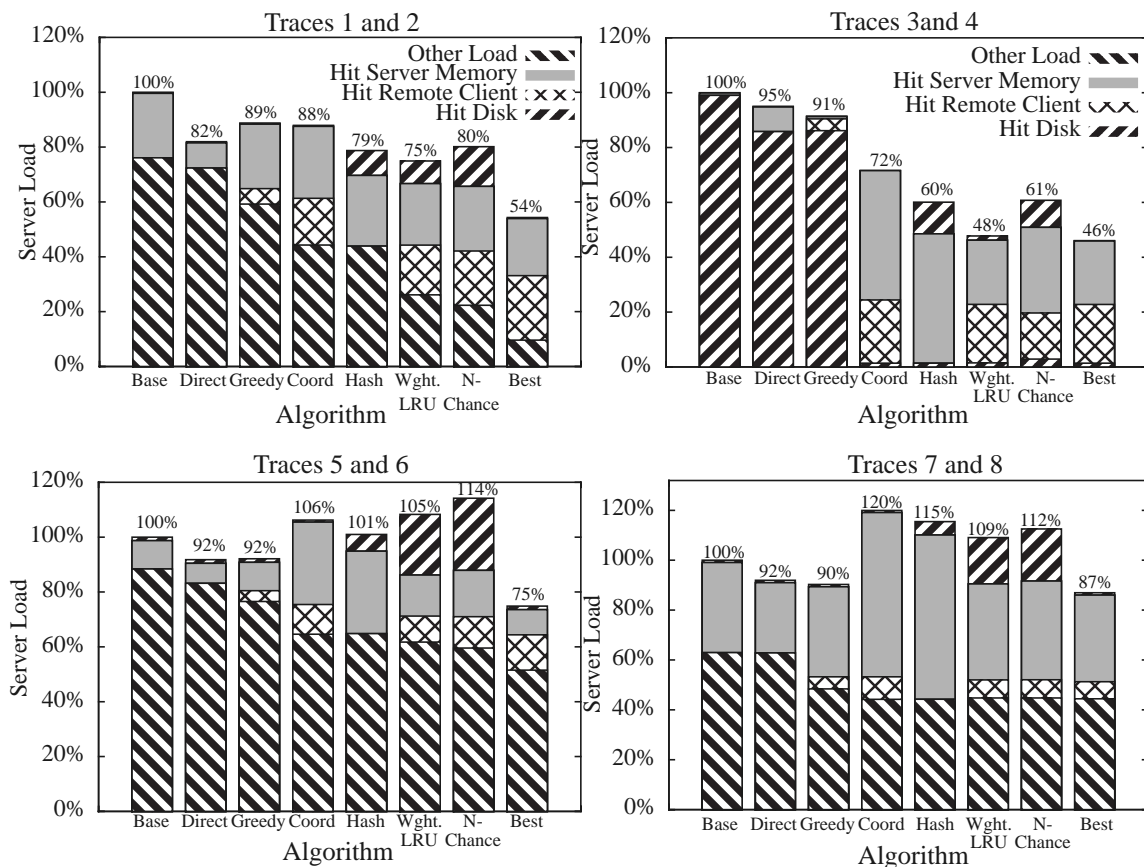 Traces 1 and 2
120%
100%
80%
60%
40%
20%
0%
Server Load
Other Load
Hit Server Memory
Hit Remote Client
Hit Disk
100%
82%
89%
88%
79%
75%
80%
54%
Base Direct Greedy Coord Hash Wght. N- Best
LRU Chance
Algorithm
Traces 3and 4
120%
100%
80%
60%
40%
20%
0%
Server Load
Other Load
Hit Server Memory
Hit Remote Client
Hit Disk
100%
95%
91%
72%
60%
48%
61%
46%
Base Direct Greedy Coord Hash Wght. N- Best
LRU Chance
Algorithm
Traces 5 and 6
120%
100%
80%
60%
40%
20%
0%
Server Load
100%
92%
92%
106%
101%
105%
114%
75%
Base Direct Greedy Coord Hash Wght. N- Best
LRU Chance
Algorithm
Traces 7 and 8
120%
100%
80%
60%
40%
20%
0%
Server Load
100%
92%
90%
120%
115%
109%
112%
87%
Base Direct Greedy Coord Hash Wght. N- Best
LRU Chance
Algorithm